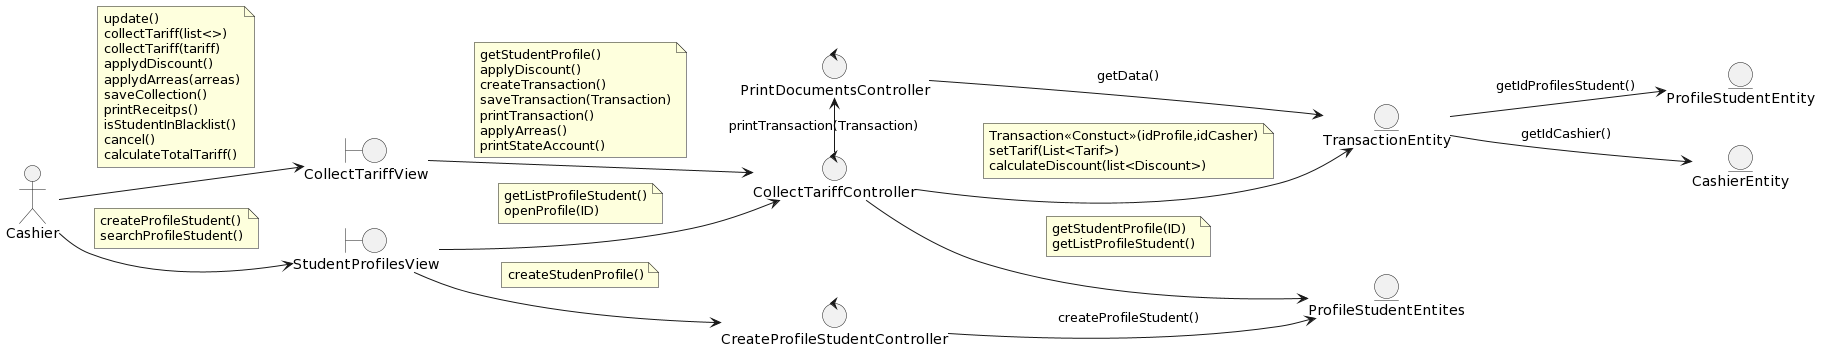 update()
collectTariff(list<>)
collectTariff(tariff)
applydDiscount()
applydArreas(arreas)
saveCollection()
printReceitps()
isStudentInBlacklist()
cancel()
calculateTotalTariff()
Cashier
createProfileStudent()
searchProfileStudent()
CollectTariffView
StudentProfilesView
getStudentProfile()
applyDiscount()
createTransaction()
saveTransaction(Transaction)
printTransaction()
applyArreas()
printStateAccount()
getListProfileStudent()
openProfile(ID)
createStudenProfile()
PrintDocumentsController
printTransaction(Transaction)
CollectTariffController
CreateProfileStudentController
getData()
Transaction«Constuct»(idProfile,idCasher)
setTarif(List<Tarif>)
calculateDiscount(list<Discount>)
getStudentProfile(ID)
getListProfileStudent()
createProfileStudent()
TransactionEntity
ProfileStudentEntites
getIdProfilesStudent()
getIdCashier()
ProfileStudentEntity
CashierEntity